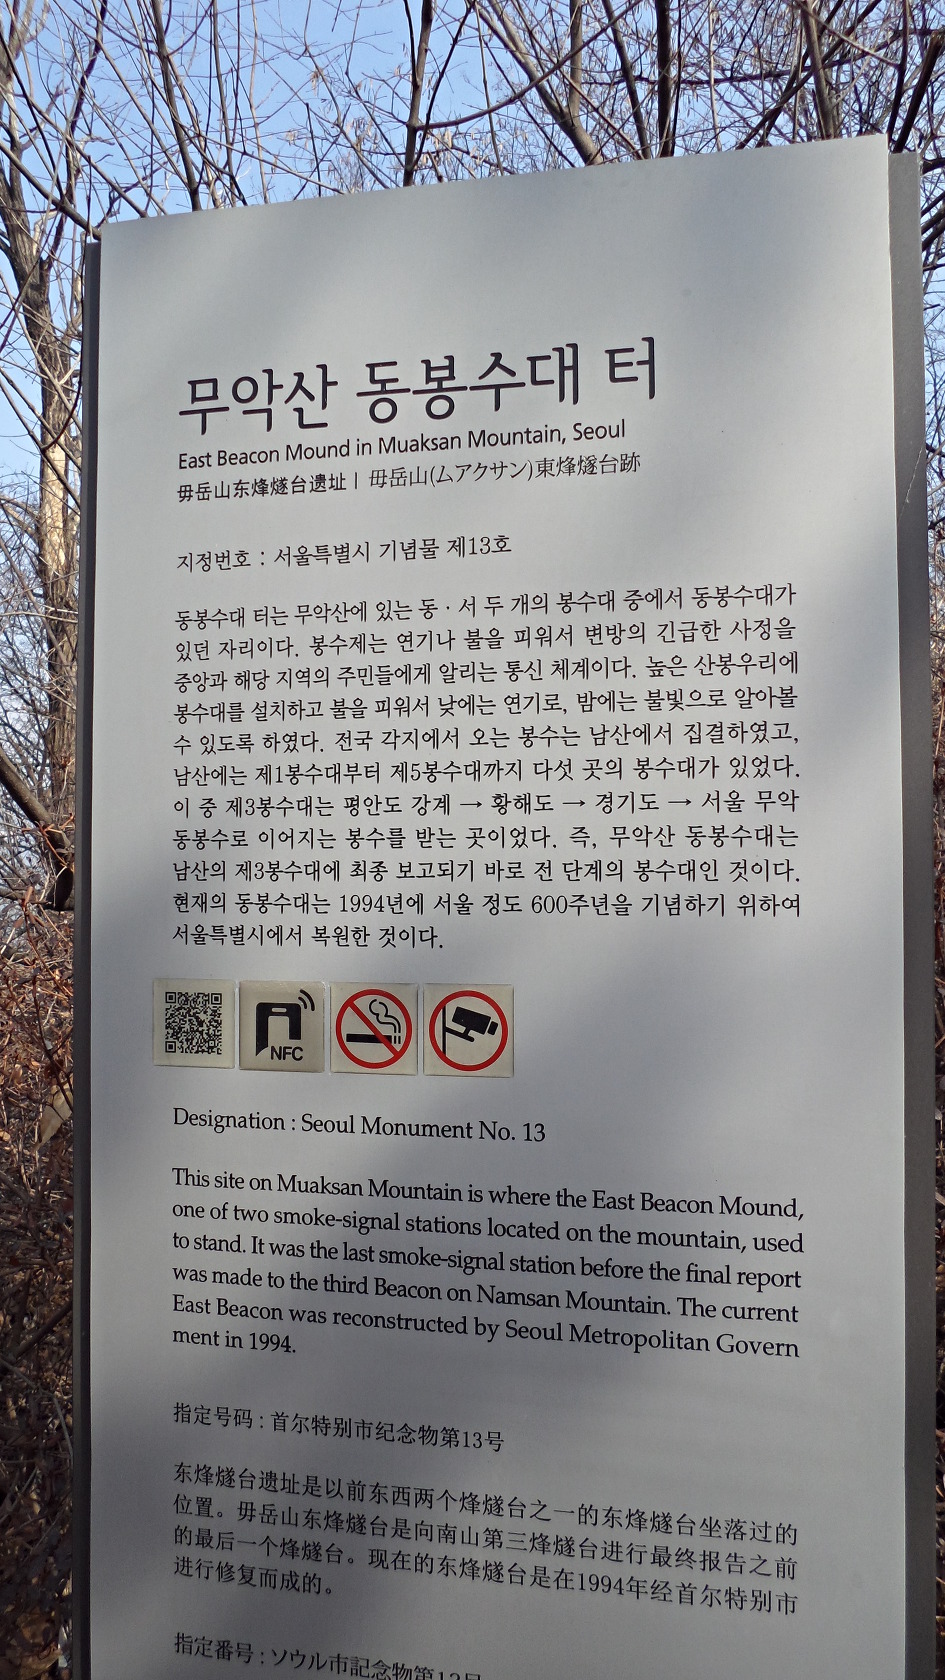 무악산 동봉수대 터
East Beacon Mound in Muaksan Mountain, Seoul
毋岳山东烽燧台遗址 | 毋岳山(ムアクサン)東烽燧台跡
지정번호 : 서울특별시 기념물 제13호
동봉수대 터는 무악산에 있는 동 · 서 두 개의 봉수대 중에서 동봉수대가
있던 자리이다. 봉수제는 연기나 불을 피워서 변방의 긴급한 사정을
중앙과 해당 지역의 주민들에게 알리는 통신 체계이다. 높은 산봉우리에
봉수대를 설치하고 불을 피워서 낮에는 연기로, 밤에는 불빛으로 알아볼
수 있도록 하였다. 전국 각지에서 오는 봉수는 남산에서 집결하였고,
남산에는 제1봉수대부터 제5봉수대까지 다섯 곳의 봉수대가 있었다.
이 중 제3봉수대는 평안도 강계 → 황해도 → 경기도 → 서울 무악
동봉수로 이어지는 봉수를 받는 곳이었다. 즉, 무악산 동봉수대는
남산의 제3봉수대에 최종 보고되기 바로 전 단계의 봉수대인 것이다.
현재의 동봉수대는 1994년에 서울 정도 600주년을 기념하기 위하여
서울특별시에서 복원한 것이다.
NFC
Designation : Seoul Monument No. 13
This site on Muaksan Mountain is where the East Beacon Mound,
one of two smoke-signal stations located on the mountain, used
to stand. It was the last smoke-signal station before the final report
was made to the third Beacon on Namsan Mountain. The current
East Beacon was reconstructed by Seoul Metropolitan Govern
ment in 1994.
指定号码 : 首尔特别市纪念物第13号
东烽燧台遗址是以前东西两个烽燧台之一的东烽燧台坐落过的
位置。毋岳山东烽燧台是向南山第三烽燧台进行最终报告之前
的最后一个烽燧台。现在的东烽燧台是在1994年经首尔特别市
进行修复而成的。
指定番号 : ソウル市記念物第13号